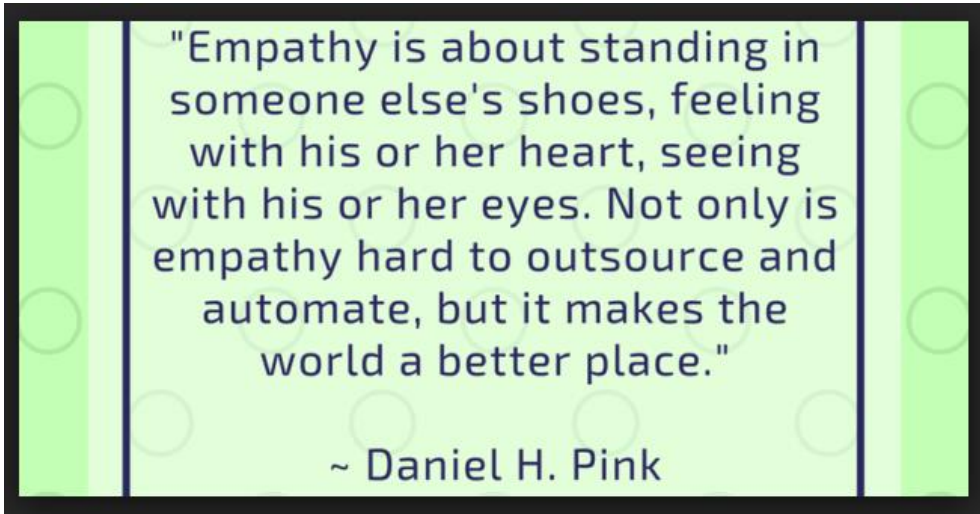 "Empathy is about standing in
someone else's shoes, feeling
with his or her heart, seeing
with his or her eyes. Not only is
empathy hard to outsource and
automate, but it makes the
world a better place."
~ Daniel H. Pink